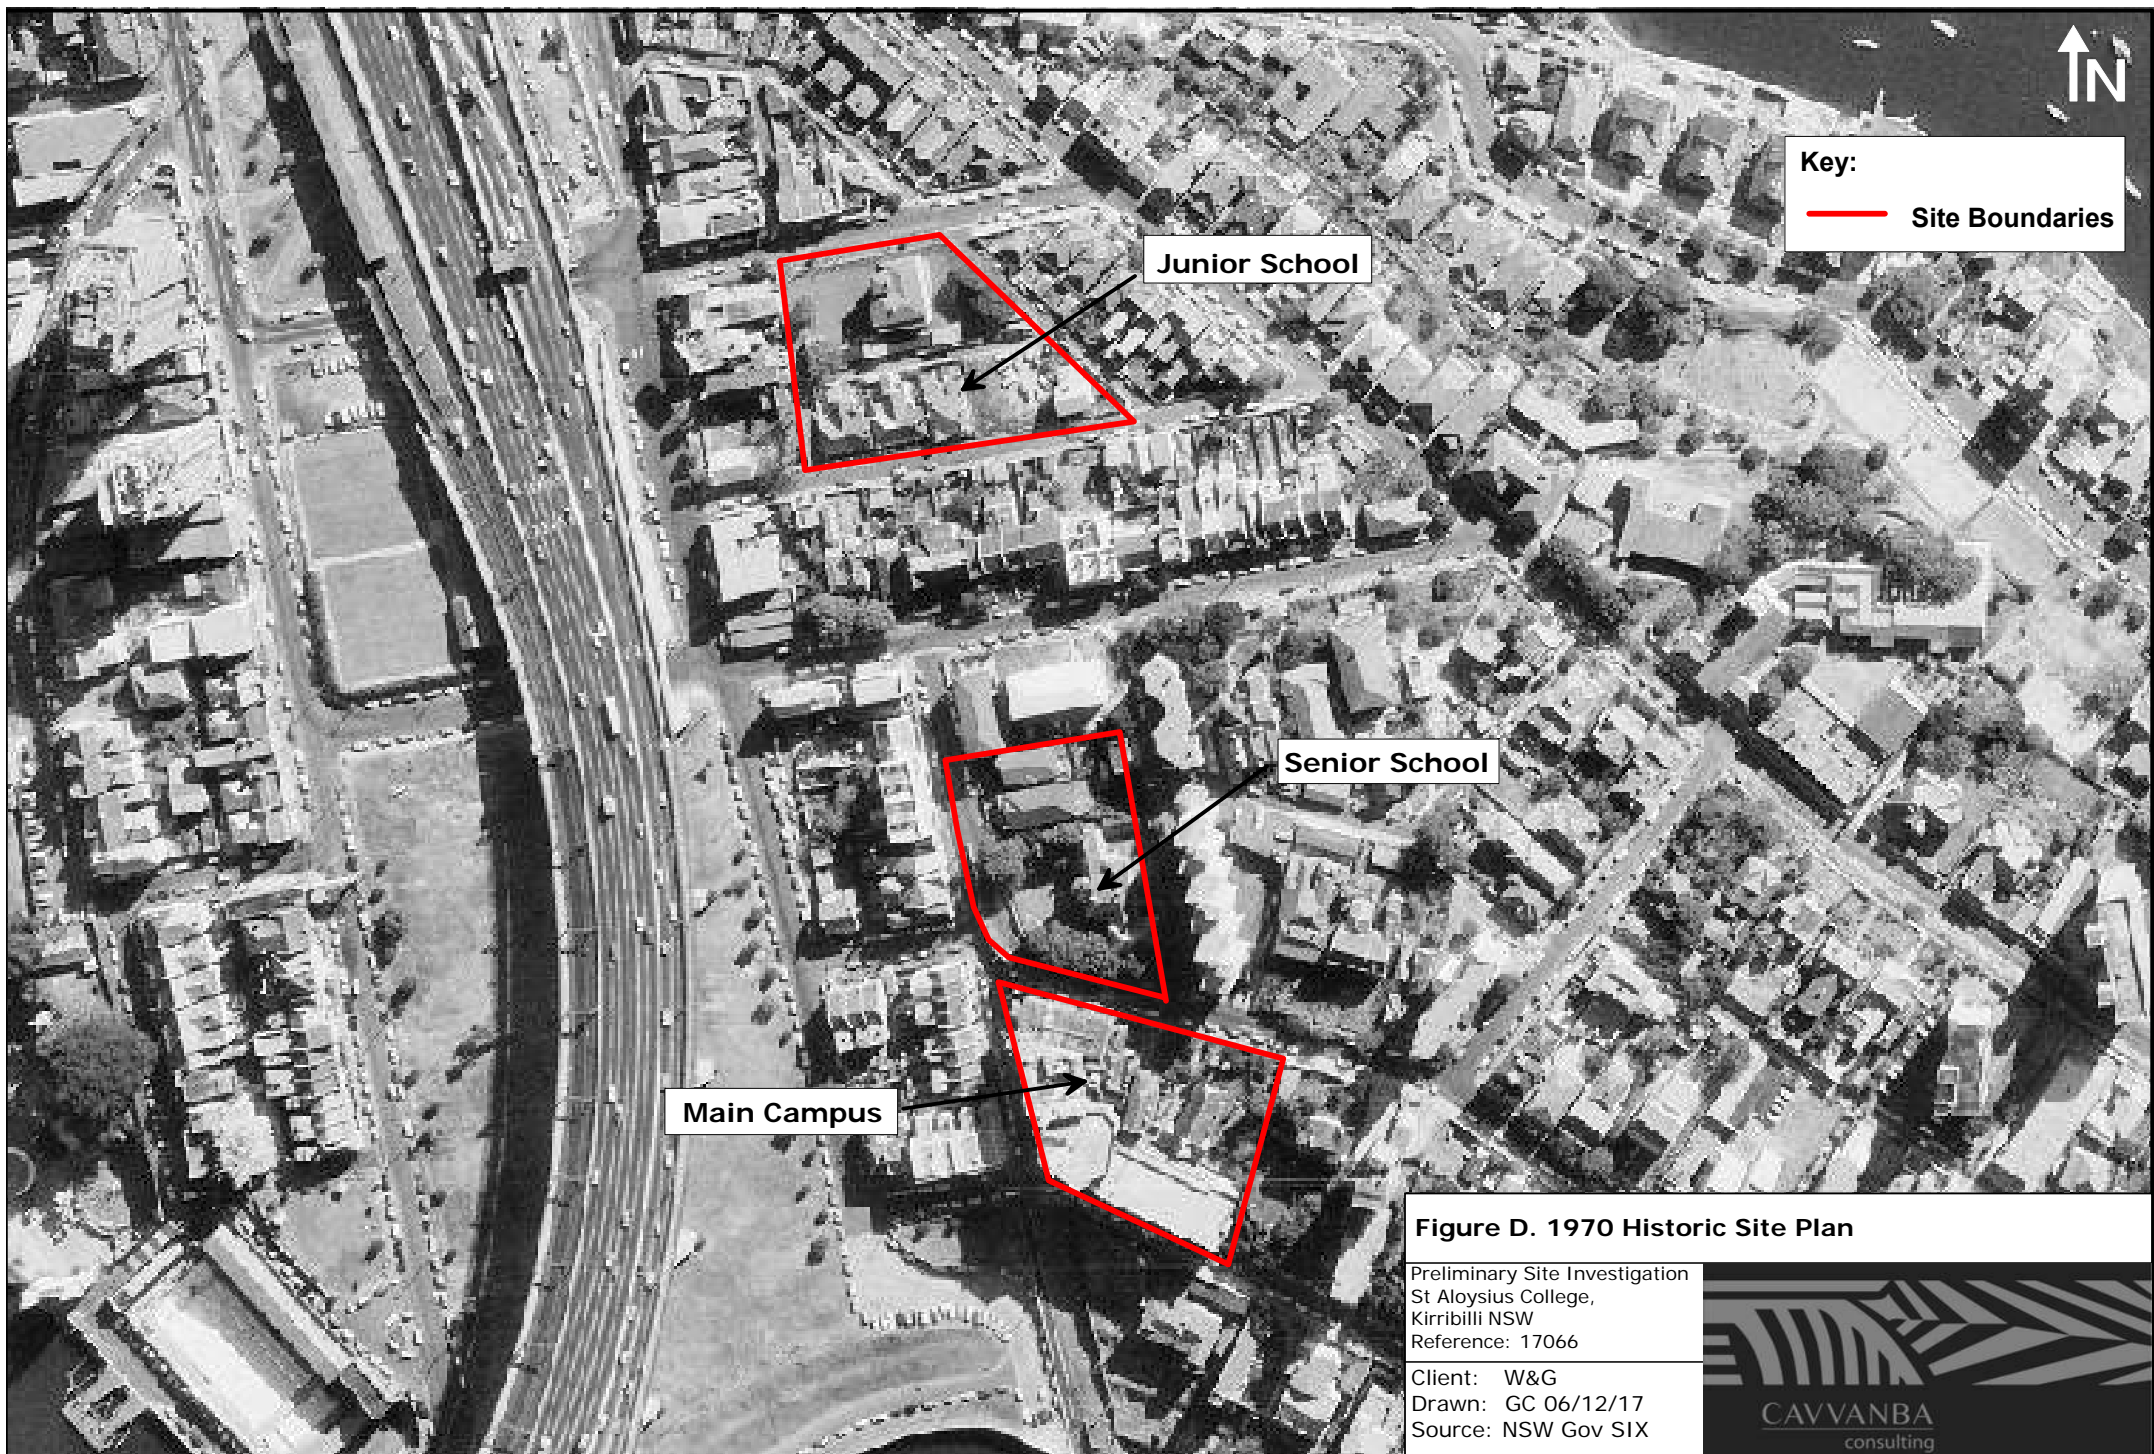 N
Key:
Site Boundaries
Junior School
Senior School
Main Campus
Figure D. 1970 Historic Site Plan
Preliminary Site Investigation
St Aloysius College,
Kirribilli NSW
Reference: 17066
Client: W&G
Drawn: GC 06/12/17
Source: NSW Gov SIX
CAVVANBA
consulting